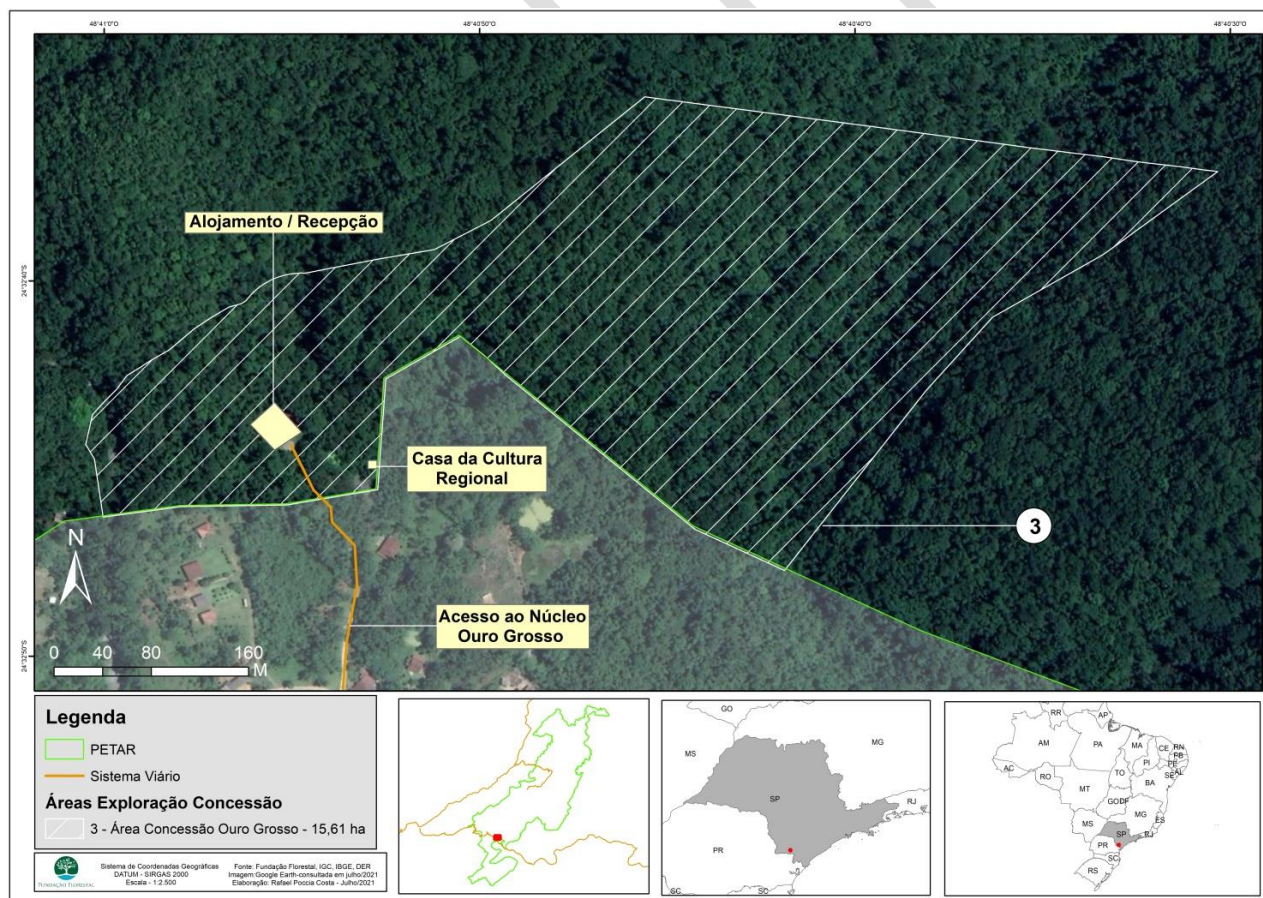 48°41'0"O
48°40'50"O
48°40'40"O
48°40'30"O
24°32'40"S
24°32'50"S
Alojamento / Recepção
Casa da Cultura
Regional
3
Acesso ao Núcleo
Ouro Grosso
N
0 40 80 160
M
Legenda
PETAR
Sistema Viário
Áreas Exploração Concessão
3 - Área Concessão Ouro Grosso - 15,61 ha
FUNDAÇÃO FLORESTAL
Sistema de Coordenadas Geográficas
DATUM - SIRGAS 2000
Escala - 1:2.500
Fonte: Fundação Florestal, IGC, IBGE, DER
Imagem:Google Earth-consultada em julho/2021
Elaboração: Rafael Poccia Costa - Julho/2021
GO
MS
MG
SP
RJ
PR
SC
SC
RR
AP
AM
PA
MA
CE
RN
PB
PE
AL
SE
PI
AC
RO
TO
BA
MT
GO
DF
MG
ES
MS
SP
RJ
PR
SC
RS